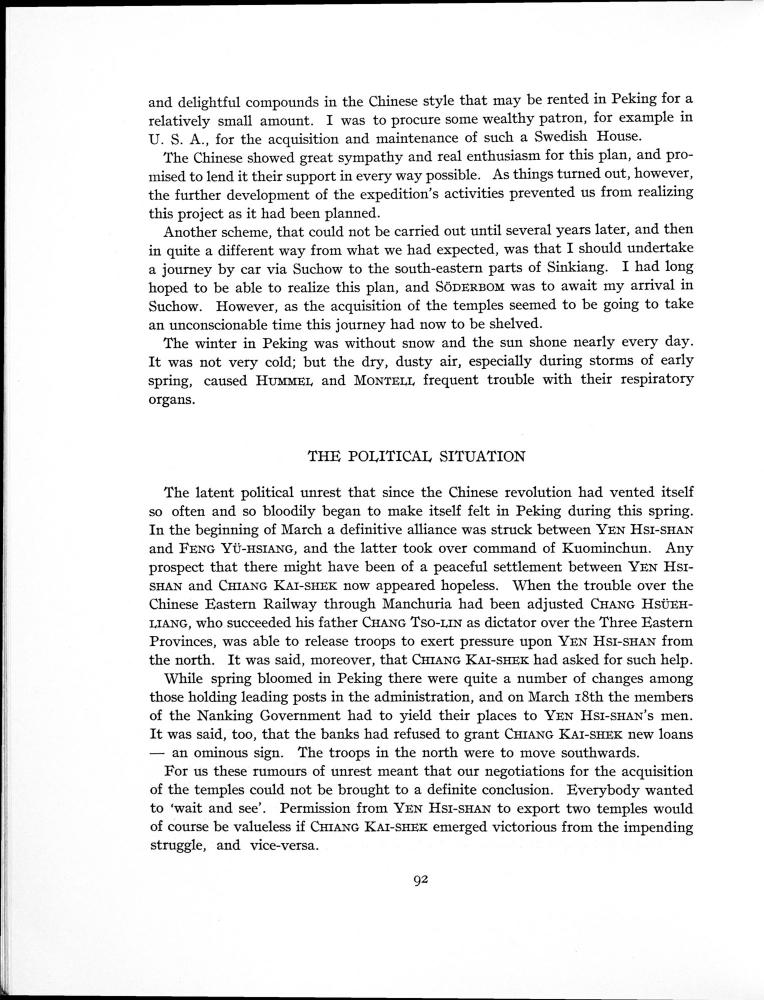 and delightful compounds in the Chinese style that may be rented in Peking for a
relatively small amount. I was to procure some wealthy patron, for example in
U. S. A., for the acquisition and maintenance of such a Swedish House.
The Chinese showed great sympathy and real enthusiasm for this plan, and pro-
mised to lend it their support in every way possible. As things turned out, however,
the further development of the expedition's activities prevented us from realizing
this project as it had been planned.
Another scheme, that could not be carried out until several years later, and then
in quite a different way from what we had expected, was that I should undertake
a journey by car via Suchow to the south-eastern parts of Sinkiang. I had long
hoped to be able to realize this plan, and SÖDERBOM was to await my arrival in
Suchow. However, as the acquisition of the temples seemed to be going to take
an unconscionable time this journey had now to be shelved.
The winter in Peking was without snow and the sun shone nearly every day.
It was not very cold; but the dry, dusty air, especially during storms of early
spring, caused HUMMEL and MONTELL frequent trouble with their respiratory
organs.
THE POLITICAL SITUATION
The latent political unrest that since the Chinese revolution had vented itself
so often and so bloodily began to make itself felt in Peking during this spring.
In the beginning of March a definitive alliance was struck between YEN HSI-SHAN
and FENG YÜ-HSIANG, and the latter took over command of Kuominchun. Any
prospect that there might have been of a peaceful settlement between YEN HSI-
SHAN and CHIANG KAI-SHEK now appeared hopeless. When the trouble over the
Chinese Eastern Railway through Manchuria had been adjusted CHANG HSÜEH-
LIANG, who succeeded his father CHANG TSO-LIN as dictator over the Three Eastern
Provinces, was able to release troops to exert pressure upon YEN HSI-SHAN from
the north. It was said, moreover, that CHIANG KAI-SHEK had asked for such help.
While spring bloomed in Peking there were quite a number of changes among
those holding leading posts in the administration, and on March 18th the members
of the Nanking Government had to yield their places to YEN HSI-SHAN's men.
It was said, too, that the banks had refused to grant CHIANG KAI-SHEK new loans
— an ominous sign. The troops in the north were to move southwards.
For us these rumours of unrest meant that our negotiations for the acquisition
of the temples could not be brought to a definite conclusion. Everybody wanted
to 'wait and see'. Permission from YEN HSI-SHAN to export two temples would
of course be valueless if CHIANG KAI-SHEK emerged victorious from the impending
struggle, and vice-versa.
92